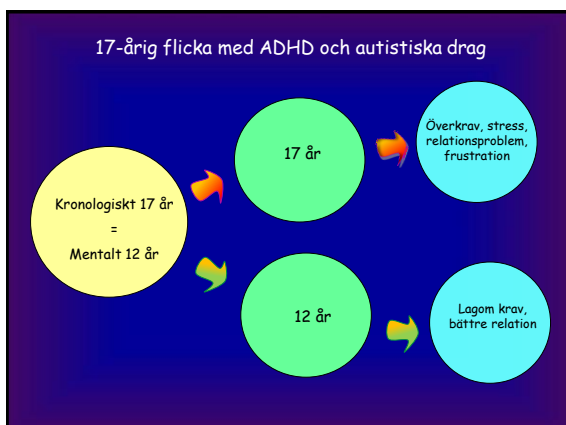 17-årig flicka med ADHD och autistiska drag
Kronologiskt 17 år
=
Mentalt 12 år
17 år
Överkrav, stress,
relationsproblem,
frustration
12 år
Lagom krav,
bättre relation